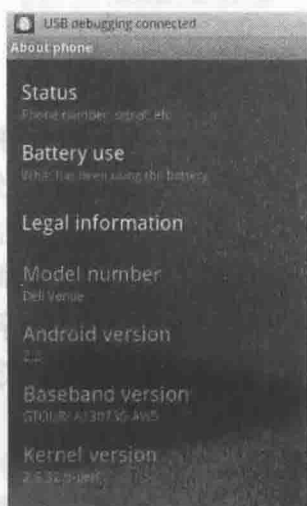 USB debugging connected
About phone
Status
Phone number, signal, etc
Battery use
What has been using the battery
Legal information
Model number
Dell Venue
Android version
2.2
Baseband version
Kernel version